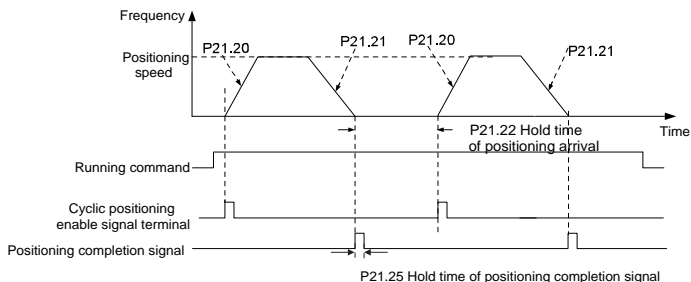 Frequency
P21.20
P21.21
P21.20
P21.21
Positioning
speed
Time
P21.22 Hold time
of positioning arrival
Running command
Cyclic positioning
enable signal terminal
Positioning completion signal
P21.25 Hold time of positioning completion signal